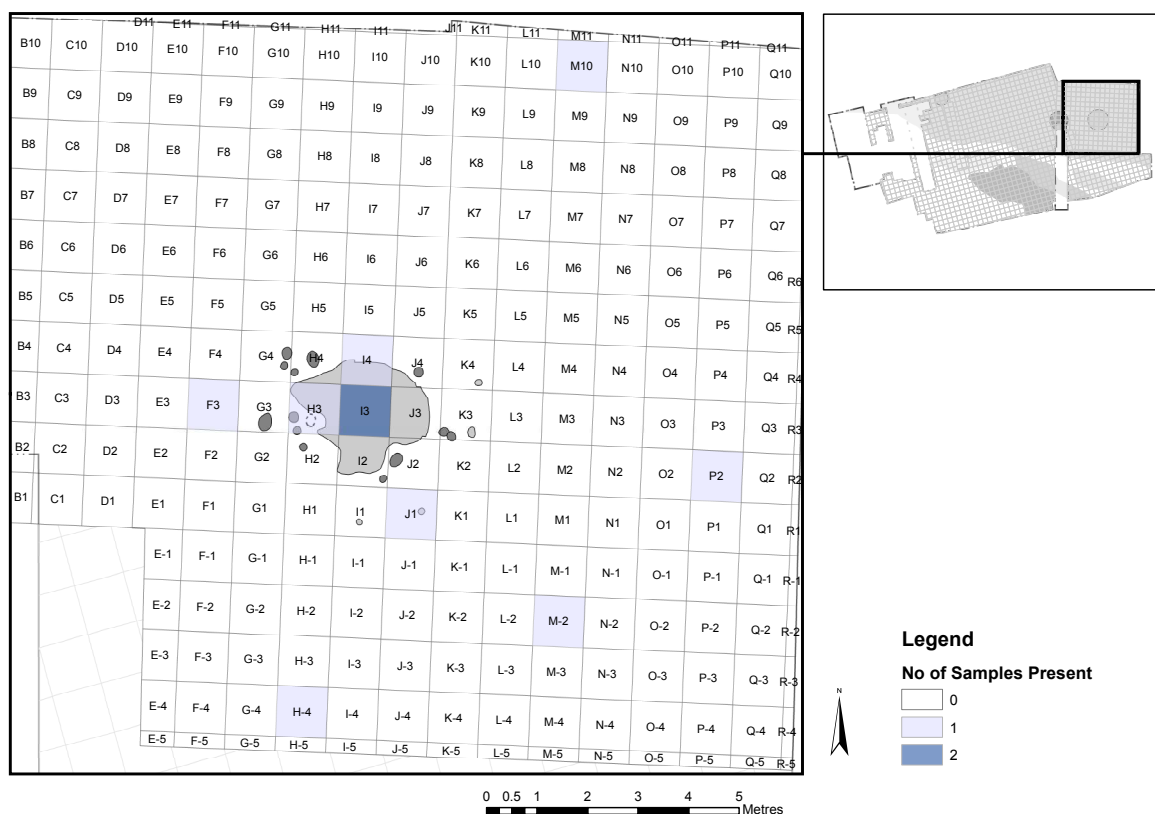 D11 E11 F11 G11 H11 I11 J11 K11 L11 M11 N11 O11 P11 Q11
B10 C10 D10 E10 F10 G10 H10 I10 J10 K10 L10 M10 N10 O10 P10 Q10
B9 C9 D9 E9 F9 G9 H9 I9 J9 K9 L9 M9 N9 O9 P9 Q9
B8 C8 D8 E8 F8 G8 H8 I8 J8 K8 L8 M8 N8 O8 P8 Q8
B7 C7 D7 E7 F7 G7 H7 I7 J7 K7 L7 M7 N7 O7 P7 Q7
B6 C6 D6 E6 F6 G6 H6 I6 J6 K6 L6 M6 N6 O6 P6 Q6 R6
B5 C5 D5 E5 F5 G5 H5 I5 J5 K5 L5 M5 N5 O5 P5 Q5 R5
B4 C4 D4 E4 F4 G4 H4 I4 J4 K4 L4 M4 N4 O4 P4 Q4 R4
B3 C3 D3 E3 F3 G3 H3 I3 J3 K3 L3 M3 N3 O3 P3 Q3 R3
B2 C2 D2 E2 F2 G2 H2 I2 J2 K2 L2 M2 N2 O2 P2 Q2 R2
B1 C1 D1 E1 F1 G1 H1 I1 J1 K1 L1 M1 N1 O1 P1 Q1 R1
E-1 F-1 G-1 H-1 I-1 J-1 K-1 L-1 M-1 N-1 O-1 P-1 Q-1 R-1
E-2 F-2 G-2 H-2 I-2 J-2 K-2 L-2 M-2 N-2 O-2 P-2 Q-2 R-2
E-3 F-3 G-3 H-3 I-3 J-3 K-3 L-3 M-3 N-3 O-3 P-3 Q-3 R-3
E-4 F-4 G-4 H-4 I-4 J-4 K-4 L-4 M-4 N-4 O-4 P-4 Q-4 R-4
E-5 F-5 G-5 H-5 I-5 J-5 K-5 L-5 M-5 N-5 O-5 P-5 Q-5 R-5
0 0.5 1 2 3 4 5
Metres
N
Legend
No of Samples Present
0
1
2